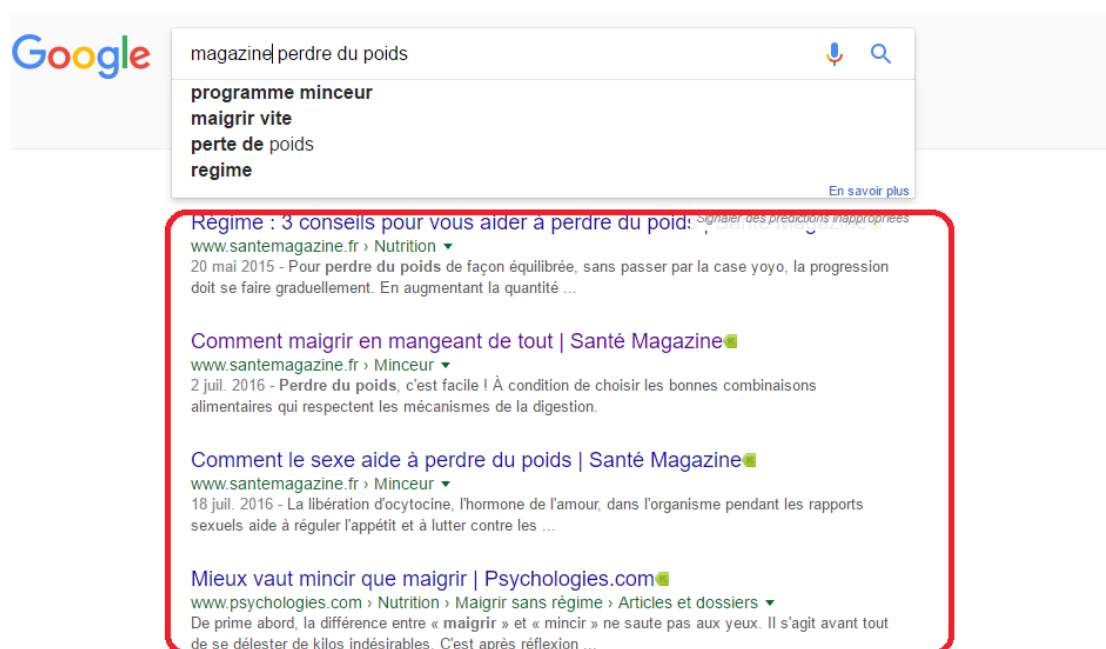 Google
magazine perdre du poids
programme minceur
maigrir vite
perte de poids
regime
En savoir plus
Signaler des prédictions inappropriées
Régime : 3 conseils pour vous aider à perdre du poids | Santé Magazine
www.santemagazine.fr › Nutrition
20 mai 2015 - Pour perdre du poids de façon équilibrée, sans passer par la case yoyo, la progression
doit se faire graduellement. En augmentant la quantité ...
Comment maigrir en mangeant de tout | Santé Magazine
www.santemagazine.fr › Minceur
2 juil. 2016 - Perdre du poids, c'est facile ! À condition de choisir les bonnes combinaisons
alimentaires qui respectent les mécanismes de la digestion.
Comment le sexe aide à perdre du poids | Santé Magazine
www.santemagazine.fr › Minceur
18 juil. 2016 - La libération d'ocytocine, l'hormone de l'amour, dans l'organisme pendant les rapports
sexuels aide à réguler l'appétit et à lutter contre les ...
Mieux vaut mincir que maigrir | Psychologies.com
www.psychologies.com › Nutrition › Maigrir sans régime › Articles et dossiers
De prime abord, la différence entre « maigrir » et « mincir » ne saute pas aux yeux. Il s'agit avant tout
de se délester de kilos indésirables. C'est après réflexion ...